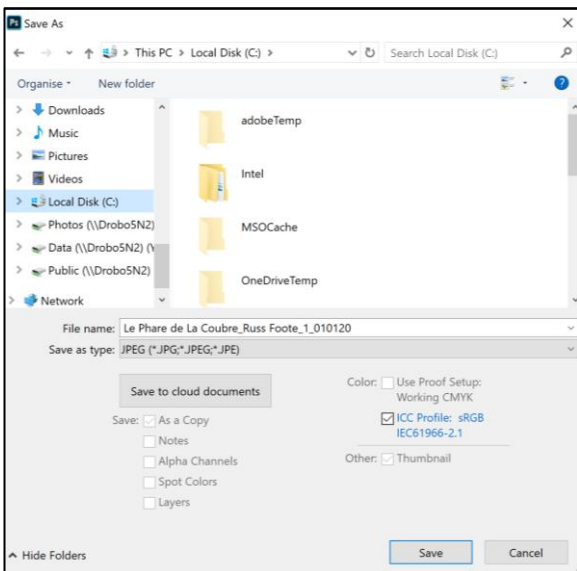 Ps Save As
This PC > Local Disk (C:) >
Search Local Disk (C:)
Organise
New folder
?
Downloads
Music
Pictures
Videos
Local Disk (C:)
Photos (\\Drobo5N2)
Data (\\Drobo5N2) (
Public (\\Drobo5N2)
Network
adobeTemp
Intel
MSOCache
OneDriveTemp
File name: Le Phare de La Coubre_Russ Foote_1_010120
Save as type: JPEG (*.JPG;*.JPEG;*.JPE)
Save to cloud documents
Save: As a Copy
Notes
Alpha Channels
Spot Colors
Layers
Color: Use Proof Setup:
Working CMYK
ICC Profile: sRGB
IEC61966-2.1
Other: Thumbnail
Hide Folders
Save
Cancel